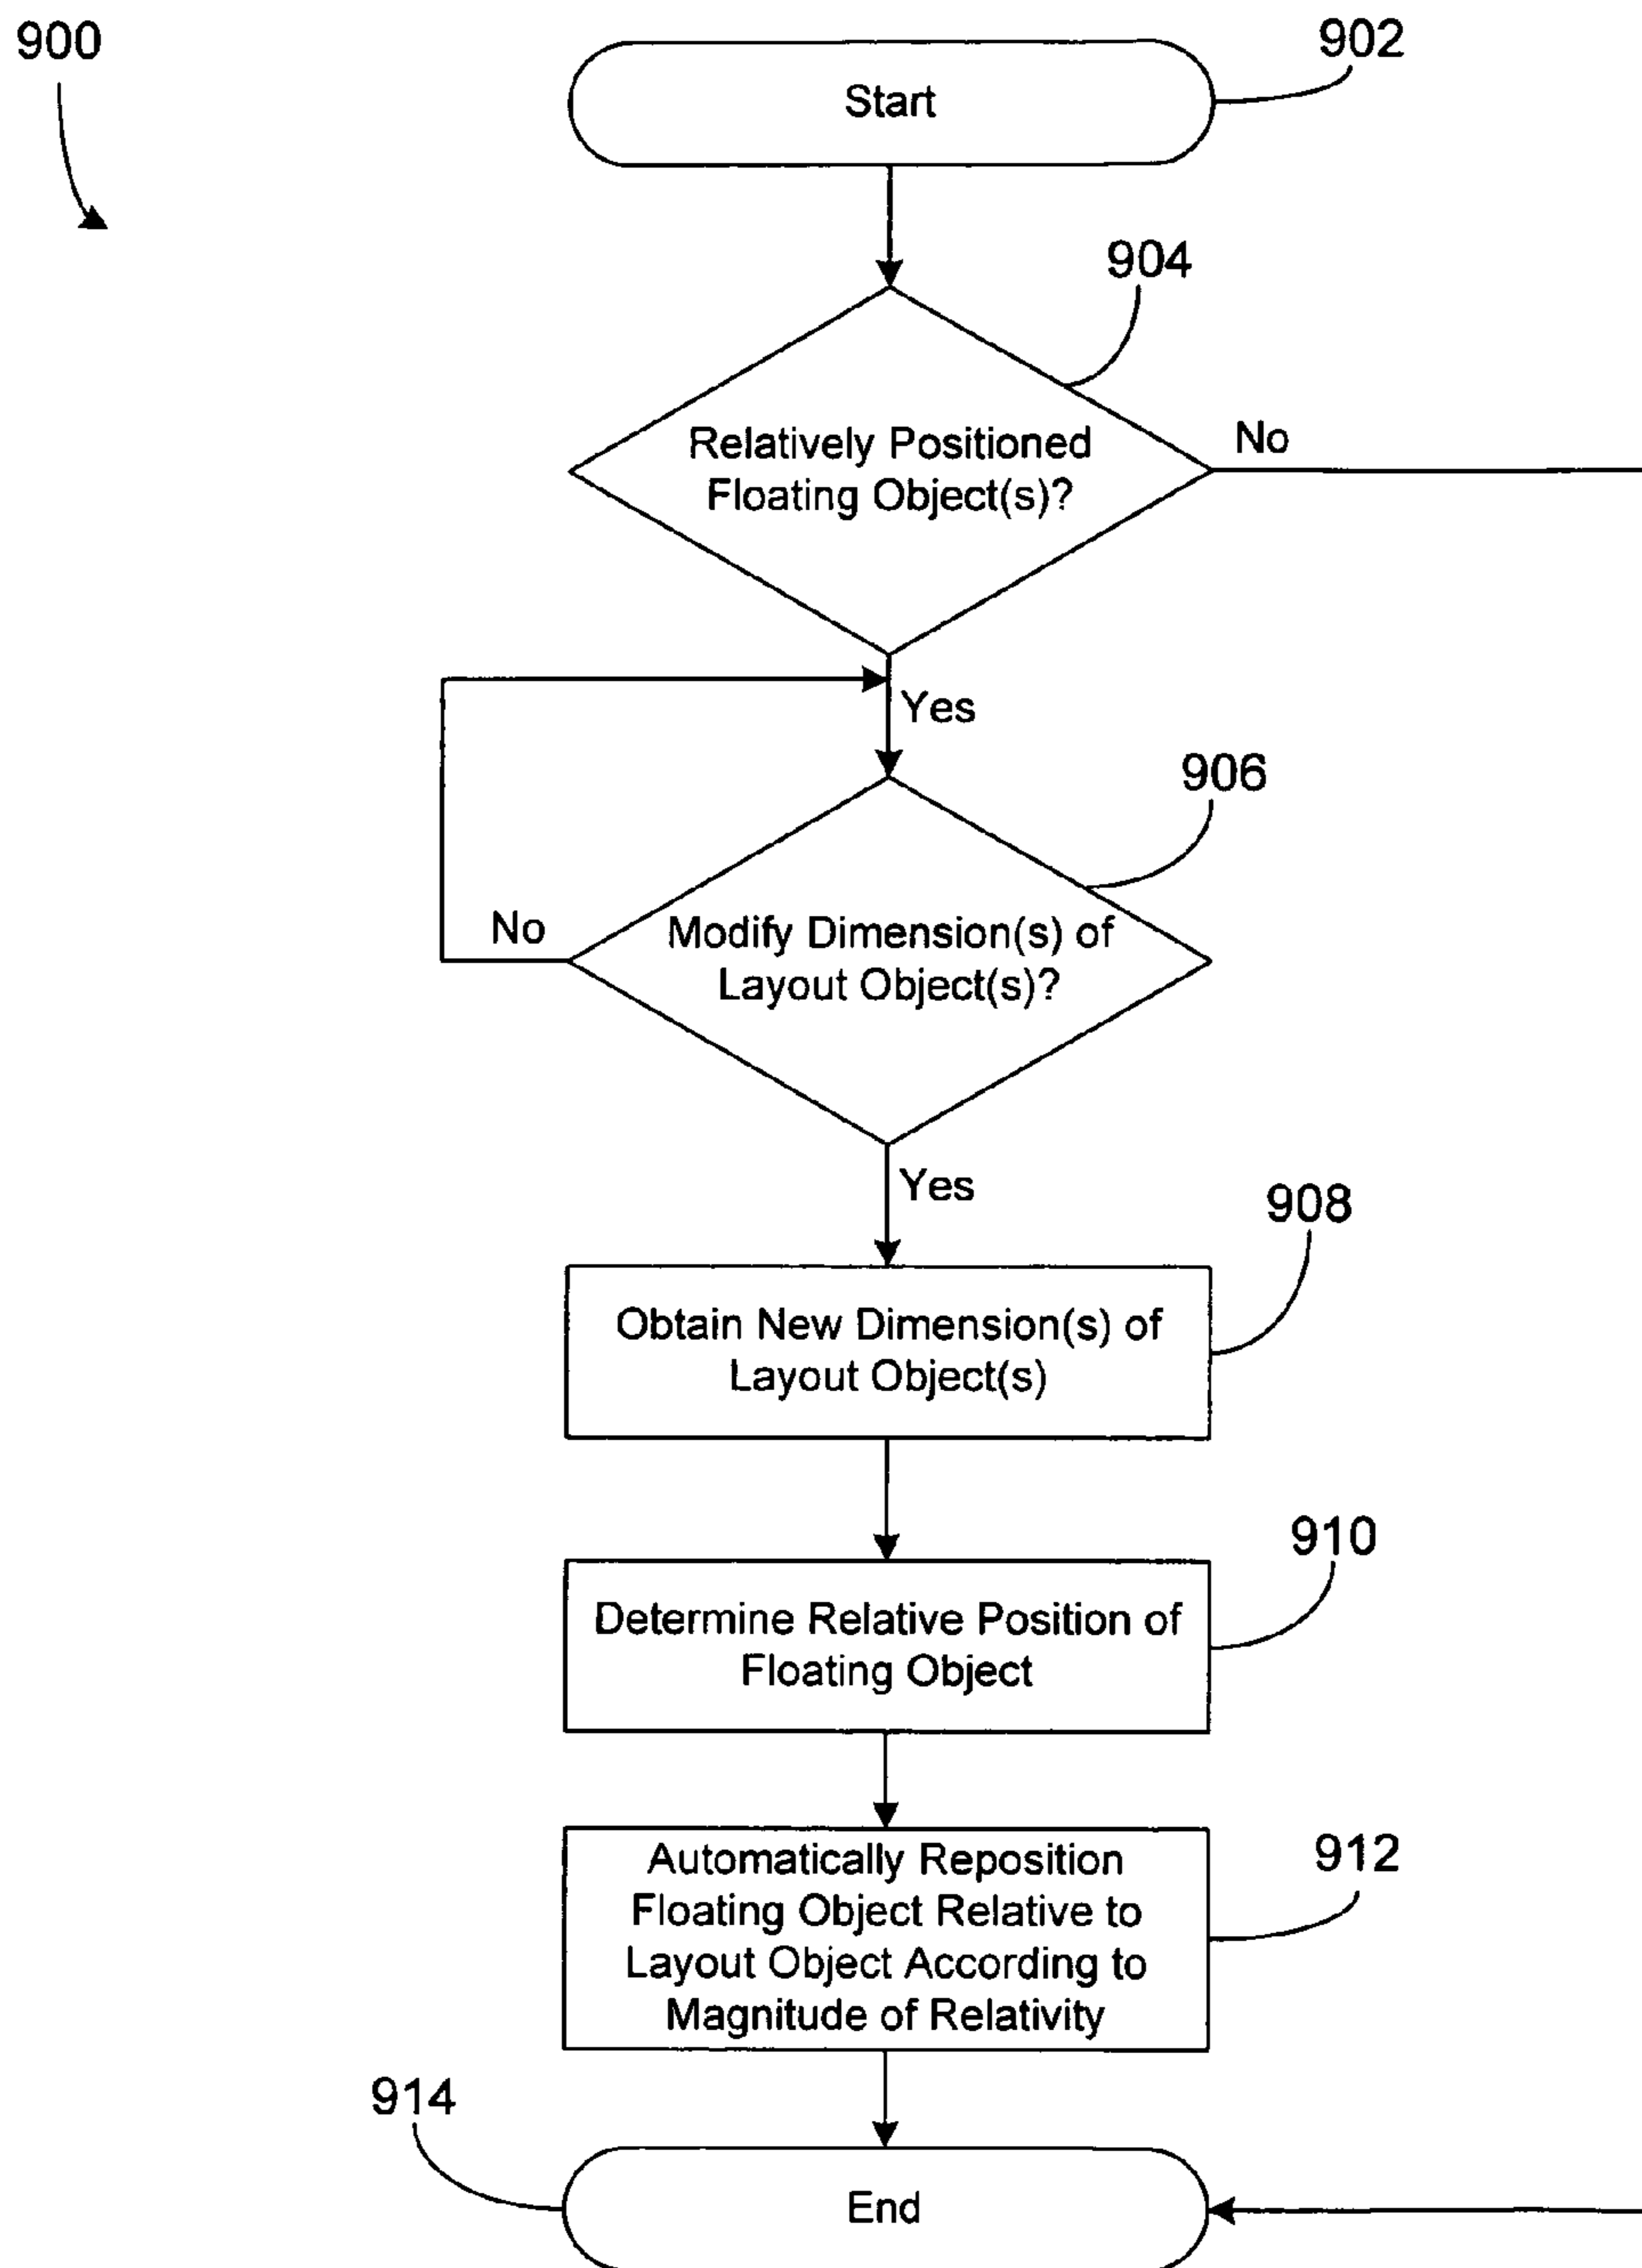 900
902
Start
904
Relatively Positioned
Floating Object(s)?
No
Yes
906
No
Modify Dimension(s) of
Layout Object(s)?
Yes
908
Obtain New Dimension(s) of
Layout Object(s)
910
Determine Relative Position of
Floating Object
912
Automatically Reposition
Floating Object Relative to
Layout Object According to
Magnitude of Relativity
914
End